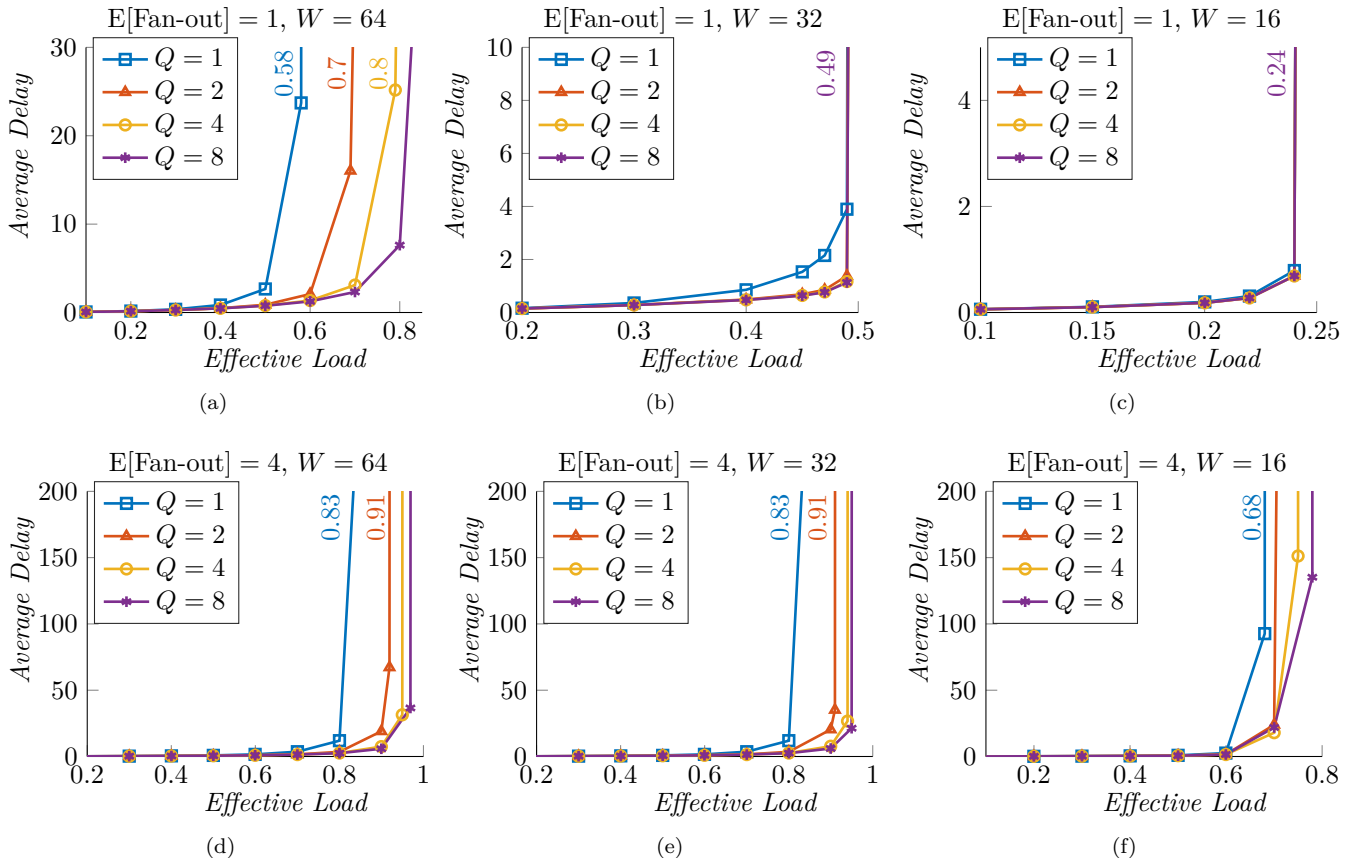 E[Fan-out] = 1, W = 64
30
20
10
0
Average Delay
Q = 1
Q = 2
Q = 4
Q = 8
0.58
0.7
0.8
0.2
0.4
0.6
0.8
Effective Load
(a)
E[Fan-out] = 1, W = 32
10
8
6
4
2
0
Average Delay
Q = 1
Q = 2
Q = 4
Q = 8
0.49
0.2
0.3
0.4
0.5
Effective Load
(b)
E[Fan-out] = 1, W = 16
4
2
0
Average Delay
Q = 1
Q = 2
Q = 4
Q = 8
0.24
0.1
0.15
0.2
0.25
Effective Load
(c)
E[Fan-out] = 4, W = 64
200
150
100
50
0
Average Delay
Q = 1
Q = 2
Q = 4
Q = 8
0.83
0.91
0.2
0.4
0.6
0.8
1
Effective Load
(d)
E[Fan-out] = 4, W = 32
200
150
100
50
0
Average Delay
Q = 1
Q = 2
Q = 4
Q = 8
0.83
0.91
0.2
0.4
0.6
0.8
1
Effective Load
(e)
E[Fan-out] = 4, W = 16
200
150
100
50
0
Average Delay
Q = 1
Q = 2
Q = 4
Q = 8
0.68
0.2
0.4
0.6
0.8
Effective Load
(f)